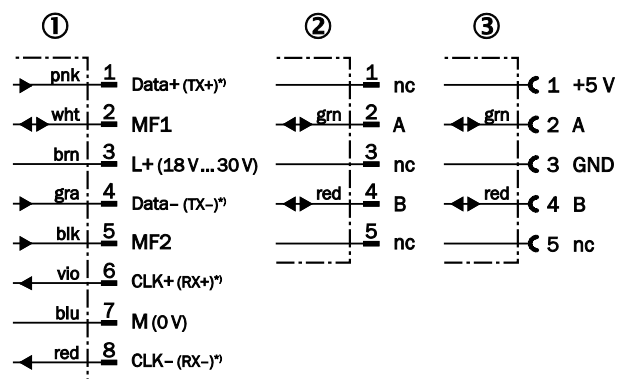 ① ② ③
pnk 1 Data+ (TX+)*)
wht 2 MF1
brn 3 L+ (18 V... 30 V)
gra 4 Data– (TX–)*)
blk 5 MF2
vio 6 CLK+ (RX+)*)
blu 7 M (0 V)
red 8 CLK– (RX–)*)
1 nc
grn 2 A
3 nc
red 4 B
5 nc
1 +5 V
grn 2 A
3 GND
red 4 B
5 nc